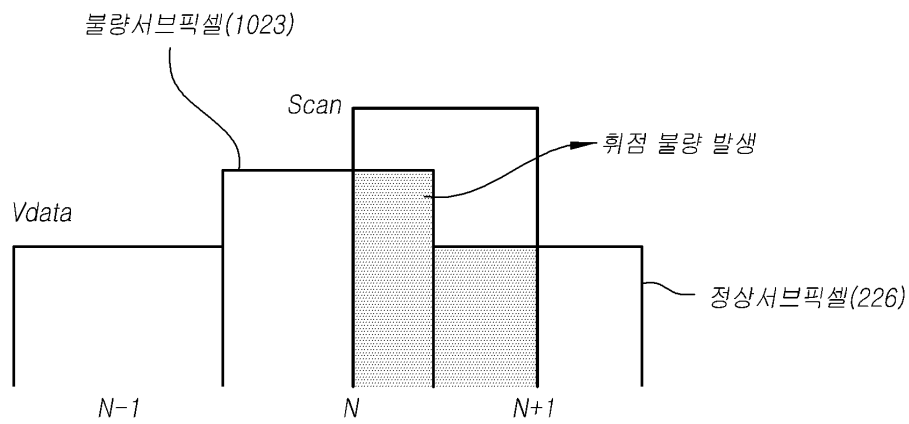 불량서브픽셀(1023)
Scan
휘점 불량 발생
Vdata
정상서브픽셀(226)
N-1 N N+1